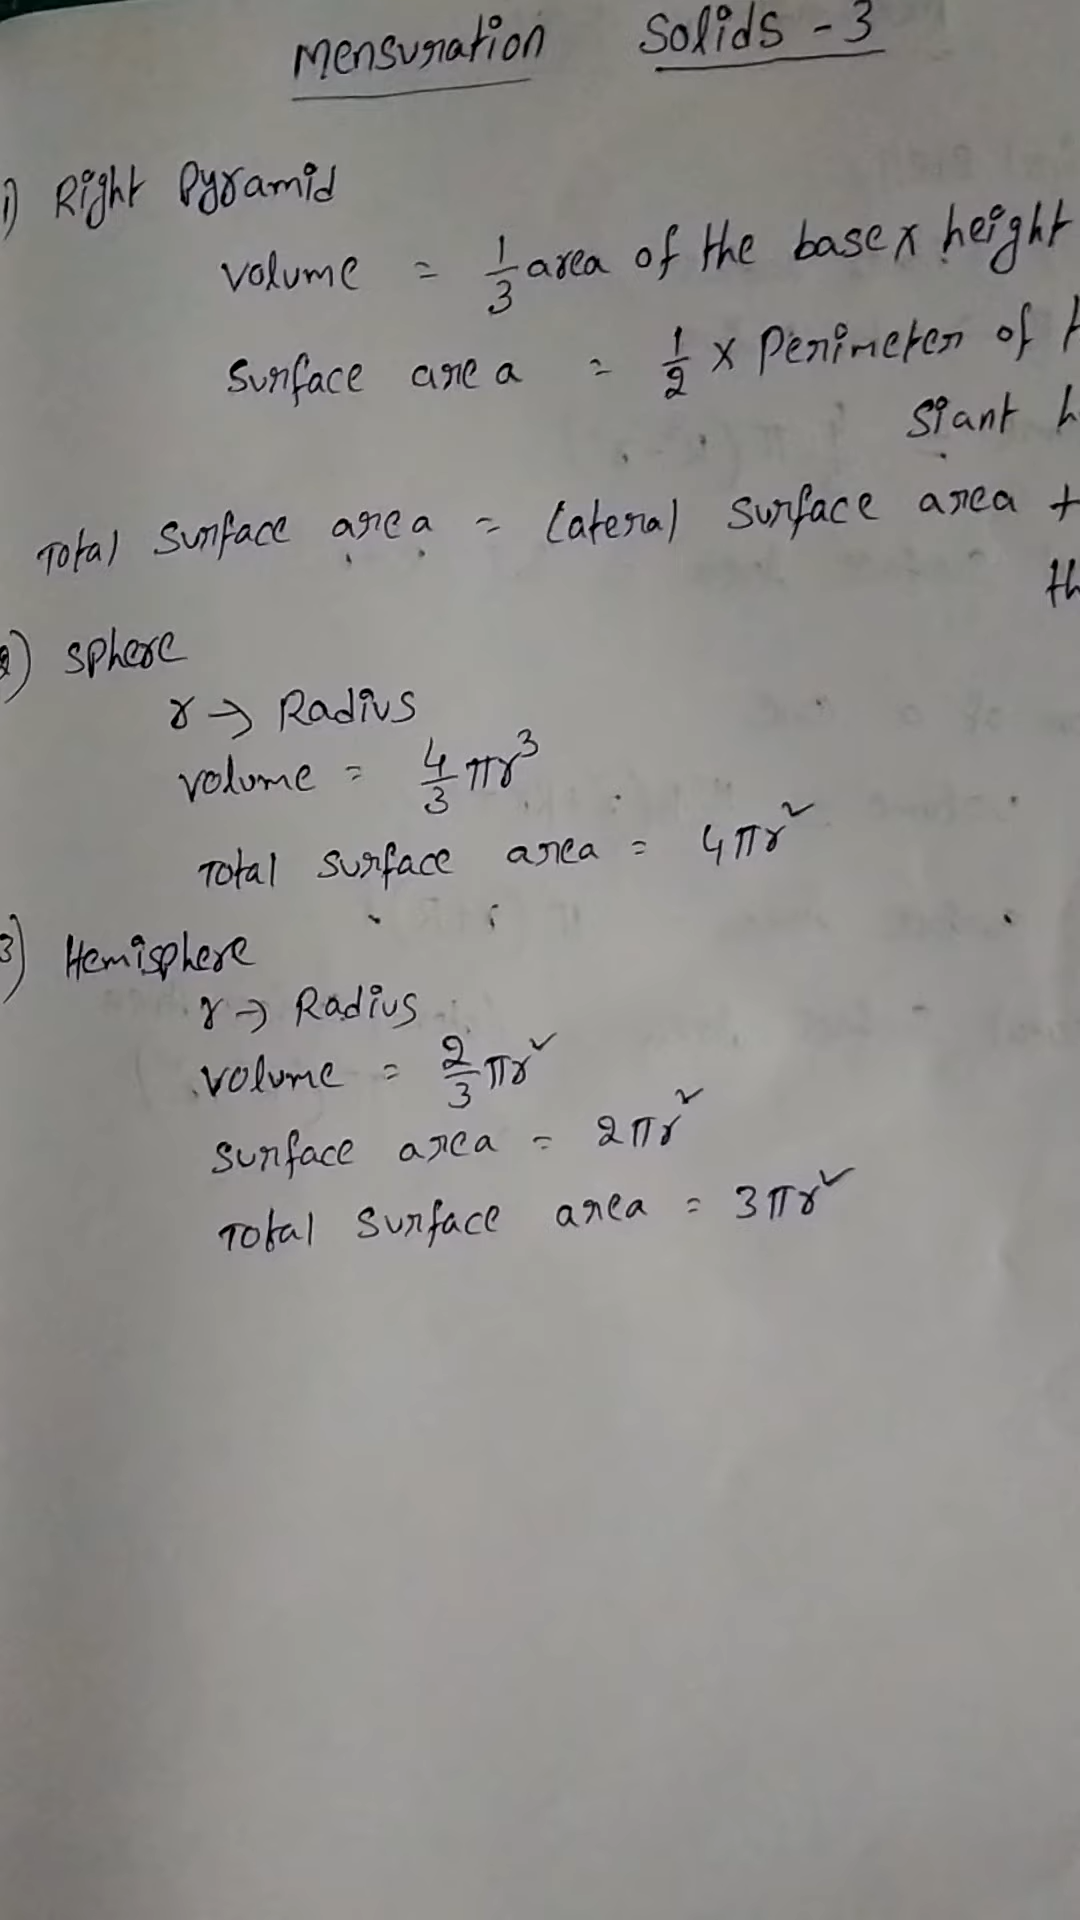 Mensuration Solids - 3
1) Right Pyramid
volume = 1/3 area of the base x height
Surface area = 1/2 x Perimeter of
Slant
Total Surface area = Lateral Surface area +
2) Sphere
r → Radius
volume = 4/3 πr³
Total Surface area = 4πr²
3) Hemisphere
r → Radius
volume = 2/3 πr²
Surface area = 2πr²
Total Surface area = 3πr²